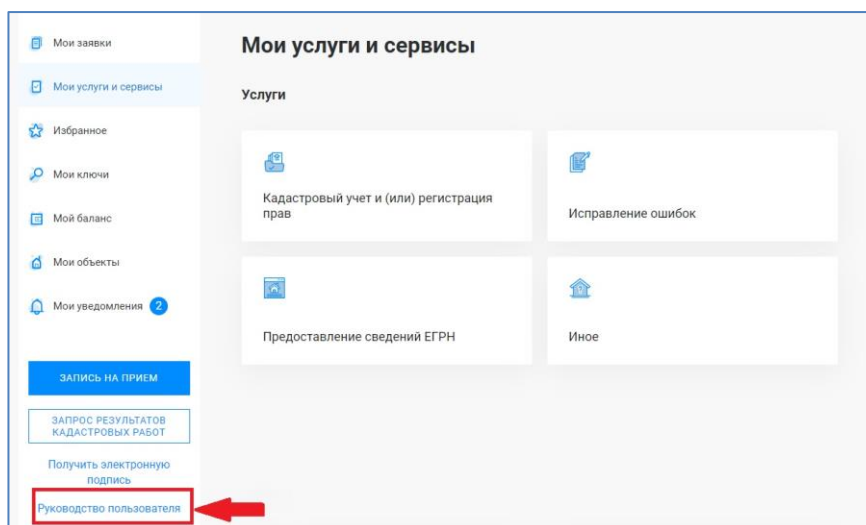 Мои заявки
Мои услуги и сервисы
Избранное
Мои ключи
Мой баланс
Мои объекты
Мои уведомления 2
ЗАПИСЬ НА ПРИЕМ
ЗАПРОС РЕЗУЛЬТАТОВ
КАДАСТРОВЫХ РАБОТ
Получить электронную
подпись
Руководство пользователя
Мои услуги и сервисы
Услуги
Кадастровый учет и (или) регистрация
прав
Исправление ошибок
Предоставление сведений ЕГРН
Иное